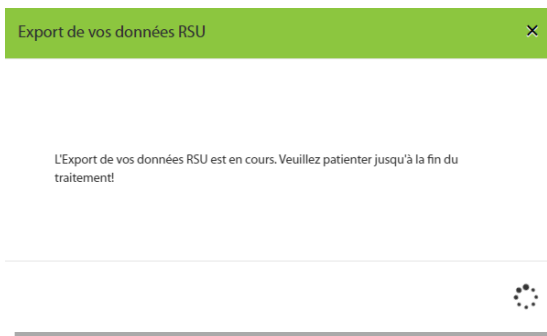 Export de vos données RSU
L'Export de vos données RSU est en cours. Veuillez patienter jusqu'à la fin du
traitement!